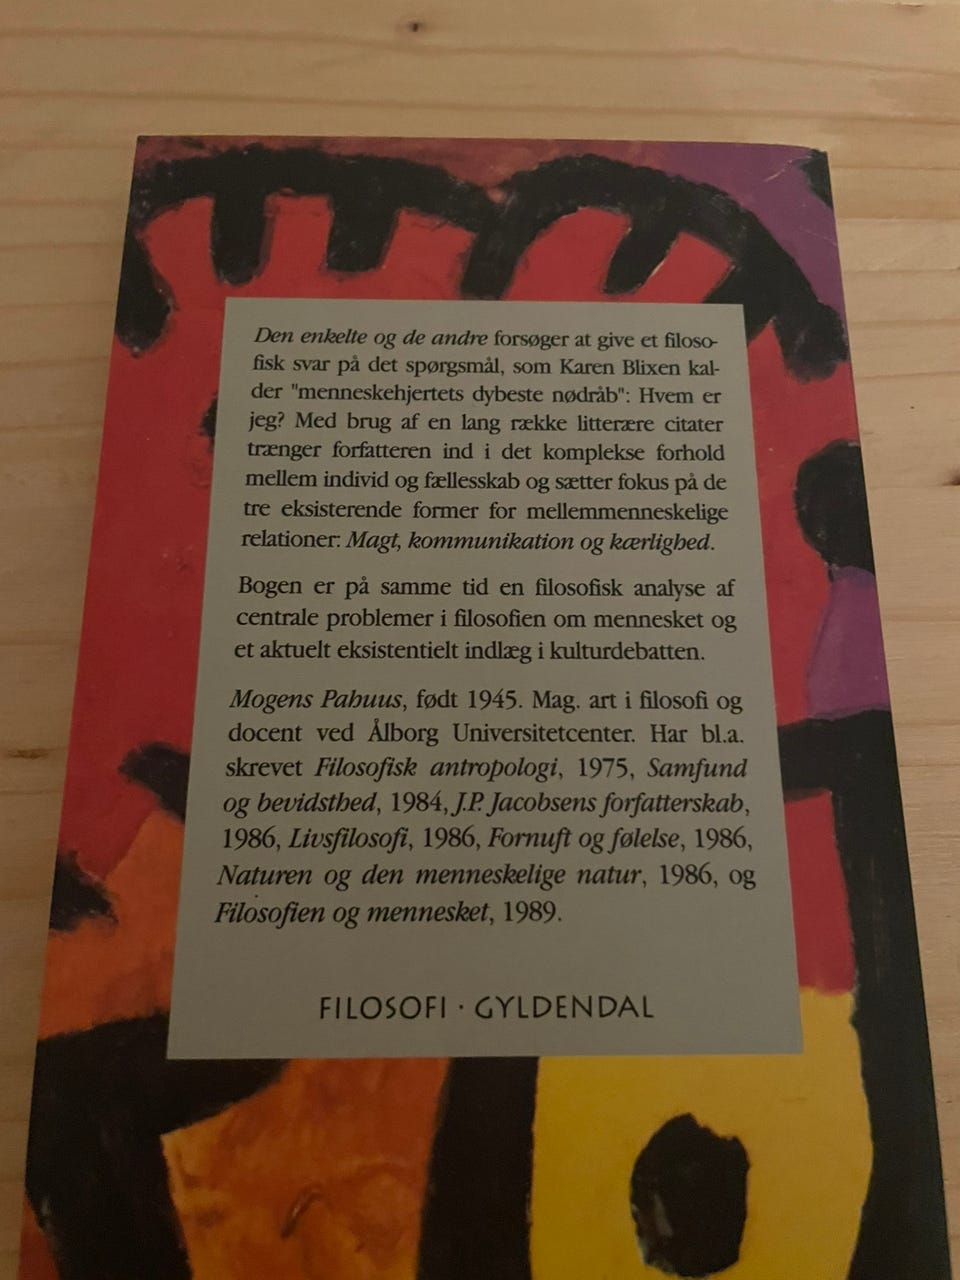 Den enkelte og de andre forsøger at give et filoso-
fisk svar på det spørgsmål, som Karen Blixen kal-
der "menneskehjertets dybeste nødråb": Hvem er
jeg? Med brug af en lang række litterære citater
trænger forfatteren ind i det komplekse forhold
mellem individ og fællesskab og sætter fokus på de
tre eksisterende former for mellemmenneskelige
relationer: Magt, kommunikation og kærlighed.
Bogen er på samme tid en filosofisk analyse af
centrale problemer i filosofien om mennesket og
et aktuelt eksistentielt indlæg i kulturdebatten.
Mogens Pahuus, født 1945. Mag. art i filosofi og
docent ved Ålborg Universitetcenter. Har bl.a.
skrevet Filosofisk antropologi, 1975, Samfund
og bevidsthed, 1984, J.P. Jacobsens forfatterskab,
1986, Livsfilosofi, 1986, Fornuft og følelse, 1986,
Naturen og den menneskelige natur, 1986, og
Filosofien og mennesket, 1989.
FILOSOFI · GYLDENDAL